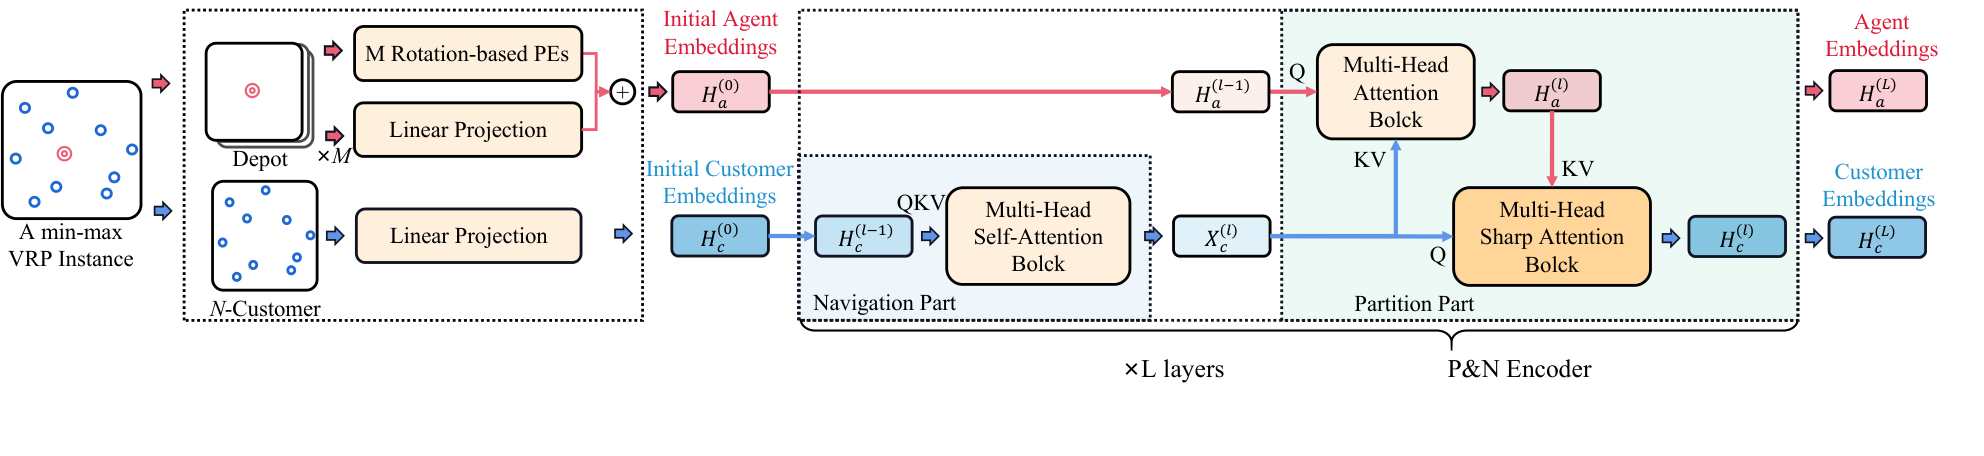 A min-max
VRP Instance
Depot
×M
N-Customer
M Rotation-based PEs
Linear Projection
Linear Projection
+
Initial Agent
Embeddings
H_a^{(0)}
Initial Customer
Embeddings
H_c^{(0)}
H_c^{(l-1)}
QKV
Multi-Head
Self-Attention
Bolck
Navigation Part
H_a^{(l-1)}
X_c^{(l)}
Q
Multi-Head
Attention
Bolck
H_a^{(l)}
KV
KV
Q
Multi-Head
Sharp Attention
Bolck
H_c^{(l)}
Partition Part
Agent
Embeddings
H_a^{(L)}
Customer
Embeddings
H_c^{(L)}
×L layers
P&N Encoder